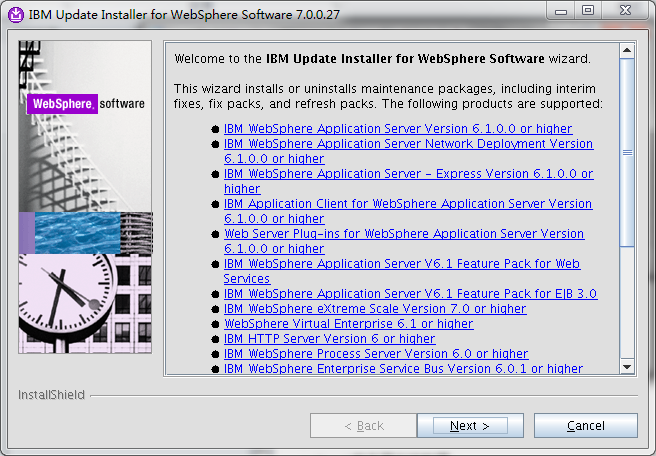 IBM Update Installer for WebSphere Software 7.0.0.27
WebSphere. software
Welcome to the IBM Update Installer for WebSphere Software wizard.
This wizard installs or uninstalls maintenance packages, including interim
fixes, fix packs, and refresh packs. The following products are supported:
● IBM WebSphere Application Server Version 6.1.0.0 or higher
● IBM WebSphere Application Server Network Deployment Version
6.1.0.0 or higher
● IBM WebSphere Application Server - Express Version 6.1.0.0 or
higher
● IBM Application Client for WebSphere Application Server Version
6.1.0.0 or higher
● Web Server Plug-ins for WebSphere Application Server Version
6.1.0.0 or higher
● IBM WebSphere Application Server V6.1 Feature Pack for Web
Services
● IBM WebSphere Application Server V6.1 Feature Pack for EJB 3.0
● IBM WebSphere eXtreme Scale Version 7.0 or higher
● WebSphere Virtual Enterprise 6.1 or higher
● IBM HTTP Server Version 6 or higher
● IBM WebSphere Process Server Version 6.0 or higher
● IBM WebSphere Enterprise Service Bus Version 6.0.1 or higher
InstallShield
< Back
Next >
Cancel